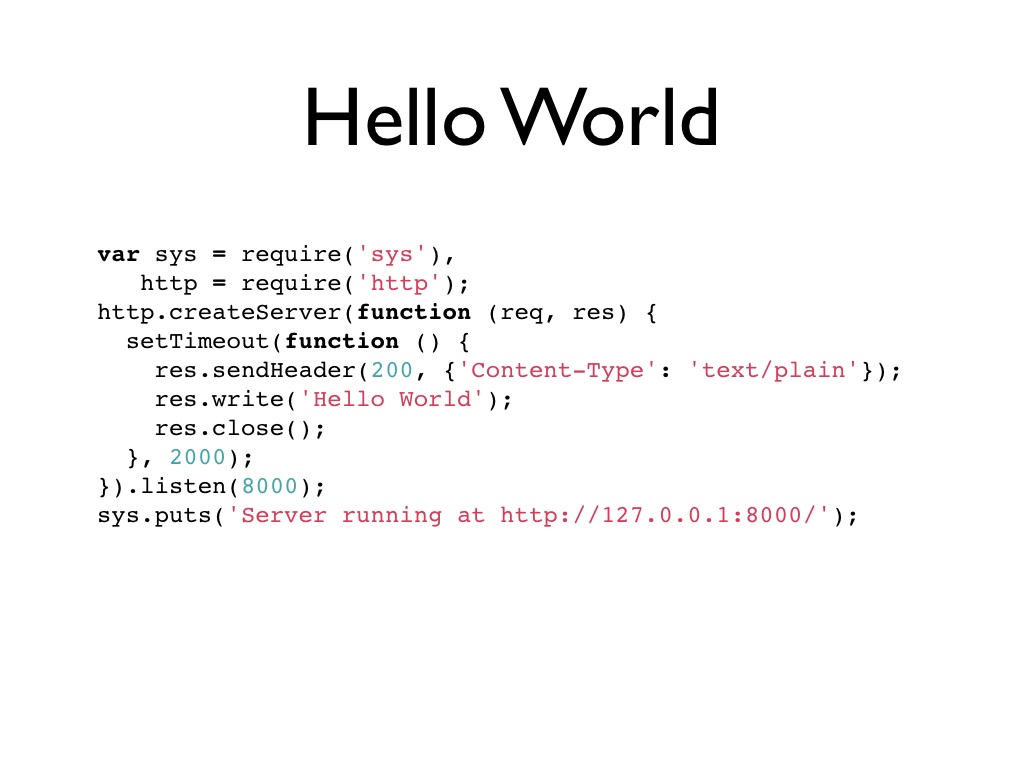 Hello World
var sys = require('sys'),
   http = require('http');
http.createServer(function (req, res) {
  setTimeout(function () {
    res.sendHeader(200, {'Content-Type': 'text/plain'});
    res.write('Hello World');
    res.close();
  }, 2000);
}).listen(8000);
sys.puts('Server running at http://127.0.0.1:8000/');